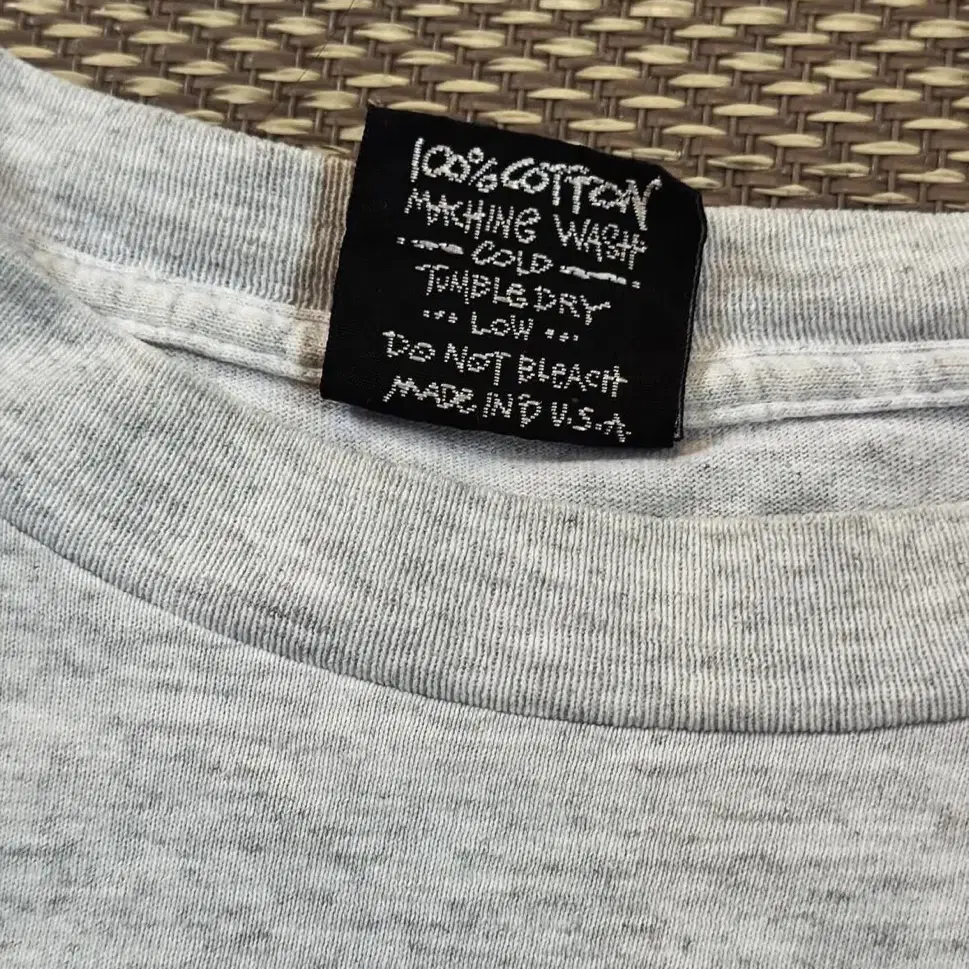 100% COTTON
MACHINE WASH
COLD
TUMBLE DRY
... LOW ...
DO NOT BLEACH
MADE IN D U.S.A